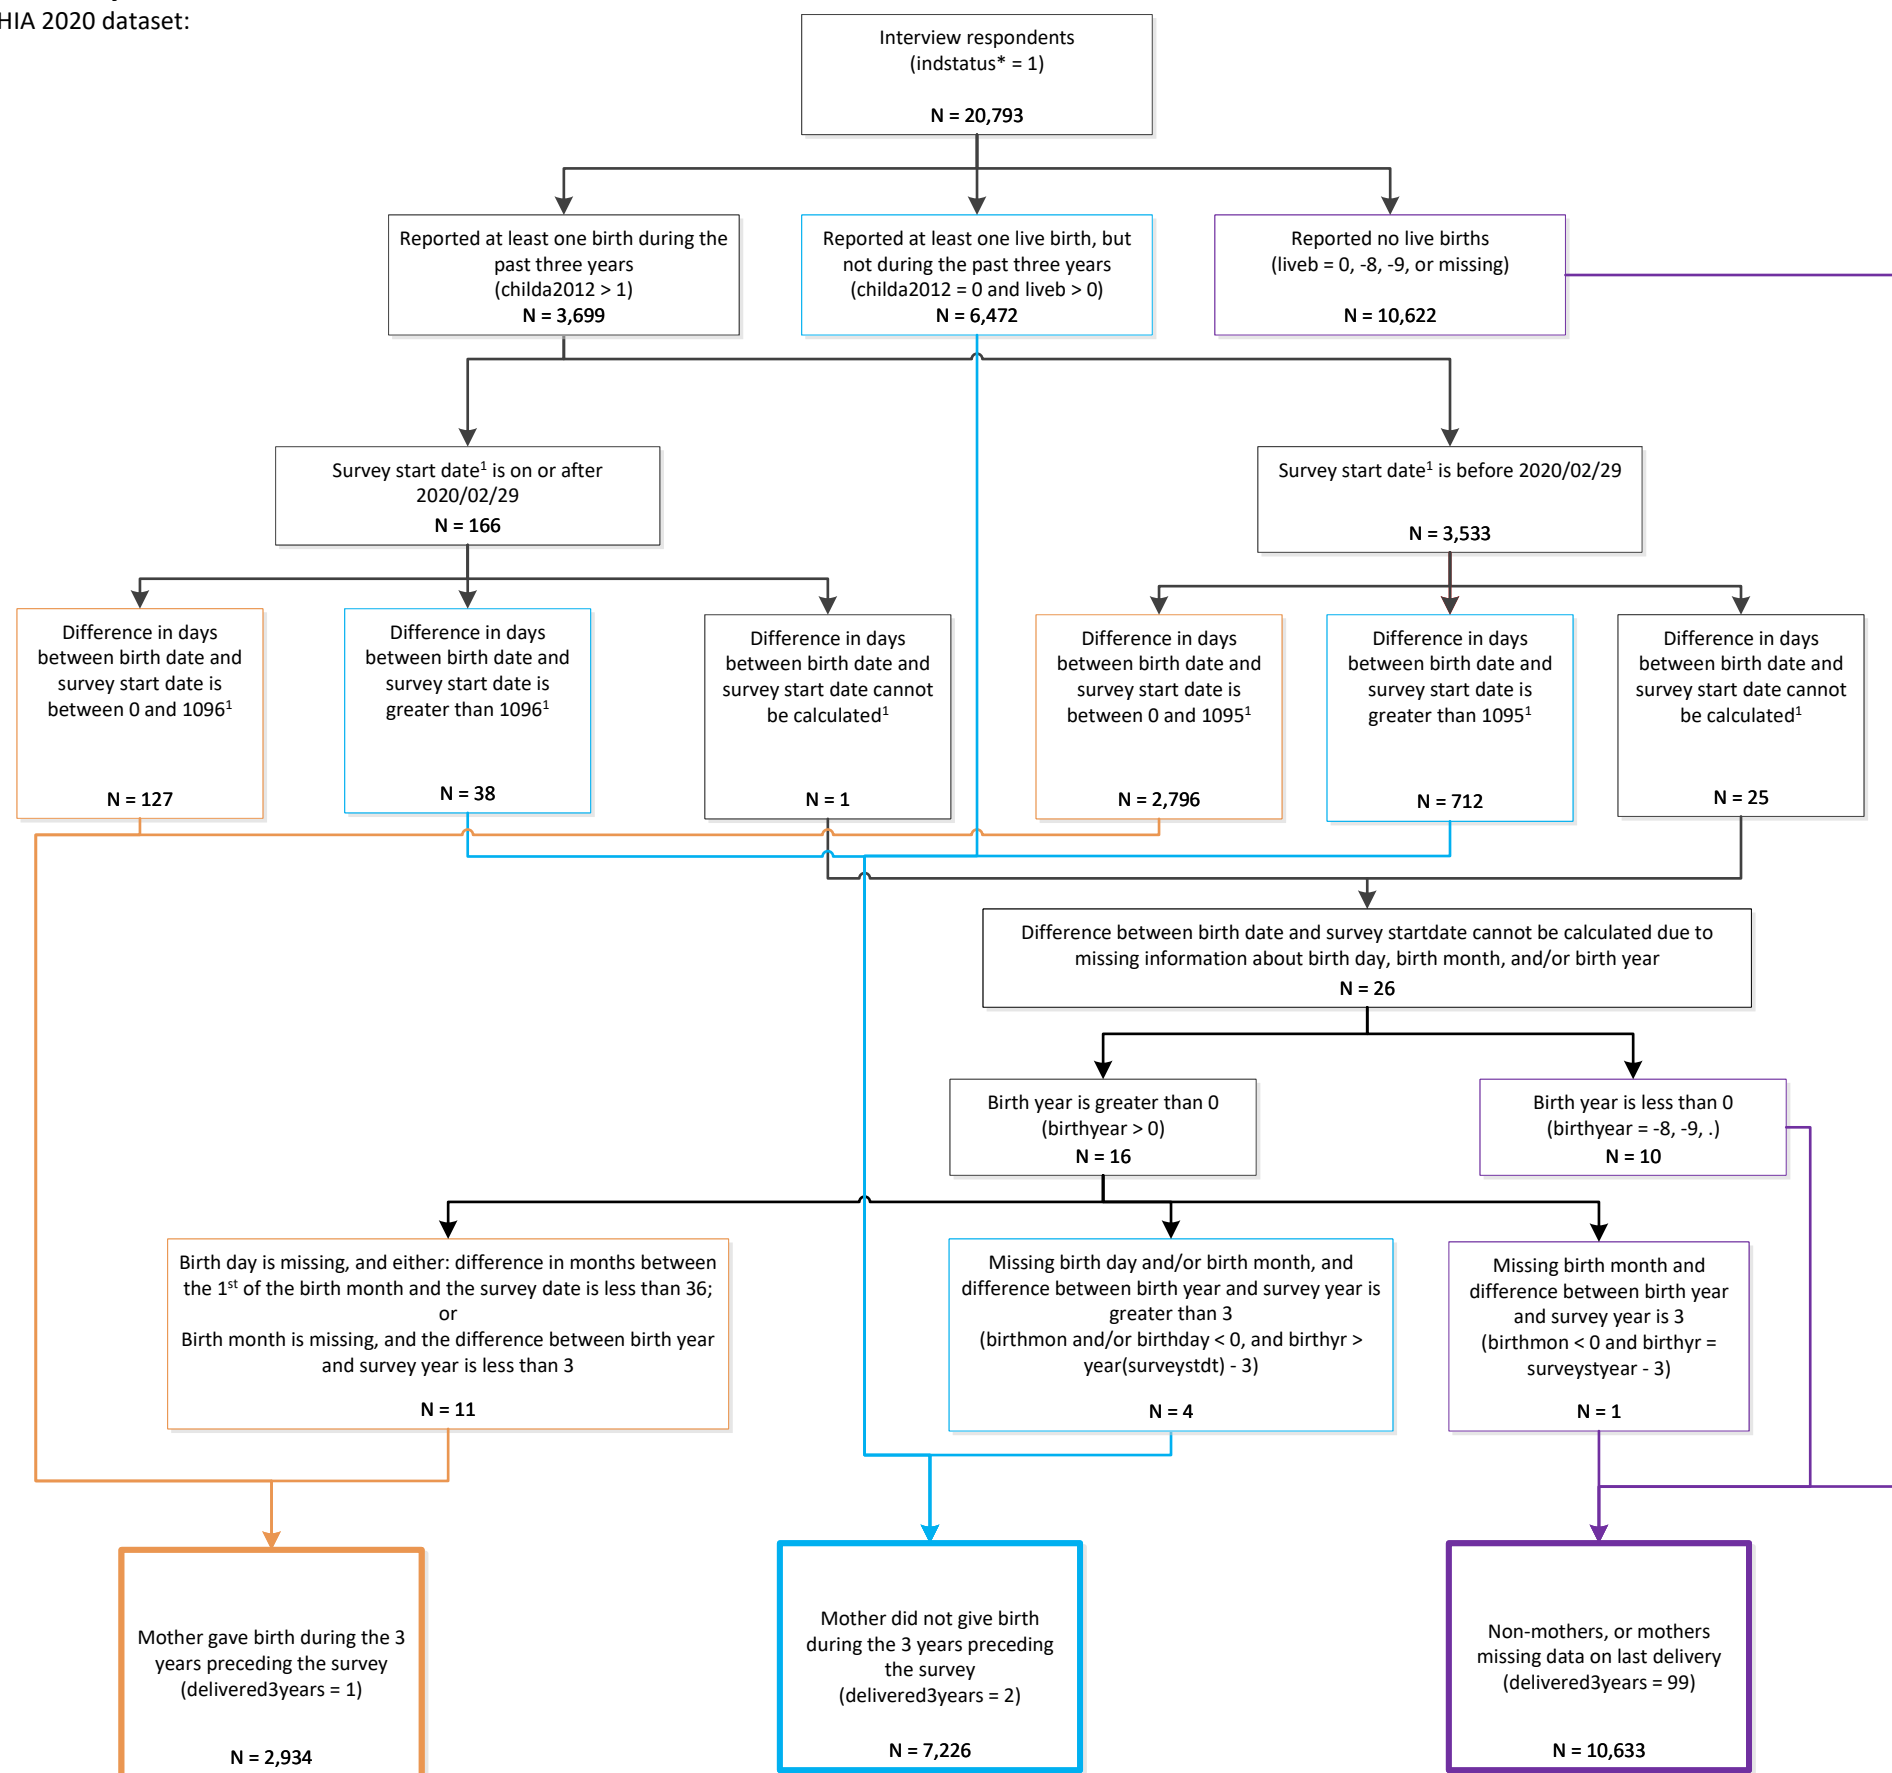 HIA 2020 dataset:
Interview respondents
(indstatus* = 1)
N = 20,793
Reported at least one birth during the
past three years
(childa2012 > 1)
N = 3,699
Reported at least one live birth, but
not during the past three years
(childa2012 = 0 and liveb > 0)
N = 6,472
Reported no live births
(liveb = 0, -8, -9, or missing)
N = 10,622
Survey start date¹ is on or after
2020/02/29
N = 166
Survey start date¹ is before 2020/02/29
N = 3,533
Difference in days
between birth date and
survey start date is
between 0 and 1096¹
N = 127
Difference in days
between birth date and
survey start date is
greater than 1096¹
N = 38
Difference in days
between birth date and
survey start date cannot
be calculated¹
N = 1
Difference in days
between birth date and
survey start date is
between 0 and 1095¹
N = 2,796
Difference in days
between birth date and
survey start date is
greater than 1095¹
N = 712
Difference in days
between birth date and
survey start date cannot
be calculated¹
N = 25
Difference between birth date and survey startdate cannot be calculated due to
missing information about birth day, birth month, and/or birth year
N = 26
Birth year is greater than 0
(birthyear > 0)
N = 16
Birth year is less than 0
(birthyear = -8, -9, .)
N = 10
Birth day is missing, and either: difference in months between
the 1st of the birth month and the survey date is less than 36;
or
Birth month is missing, and the difference between birth year
and survey year is less than 3
N = 11
Missing birth day and/or birth month, and
difference between birth year and survey year is
greater than 3
(birthmon and/or birthday < 0, and birthyr >
year(surveystdt) - 3)
N = 4
Missing birth month and
difference between birth year
and survey year is 3
(birthmon < 0 and birthyr =
surveystyear - 3)
N = 1
Mother gave birth during the 3
years preceding the survey
(delivered3years = 1)
N = 2,934
Mother did not give birth
during the 3 years preceding
the survey
(delivered3years = 2)
N = 7,226
Non-mothers, or mothers
missing data on last delivery
(delivered3years = 99)
N = 10,633